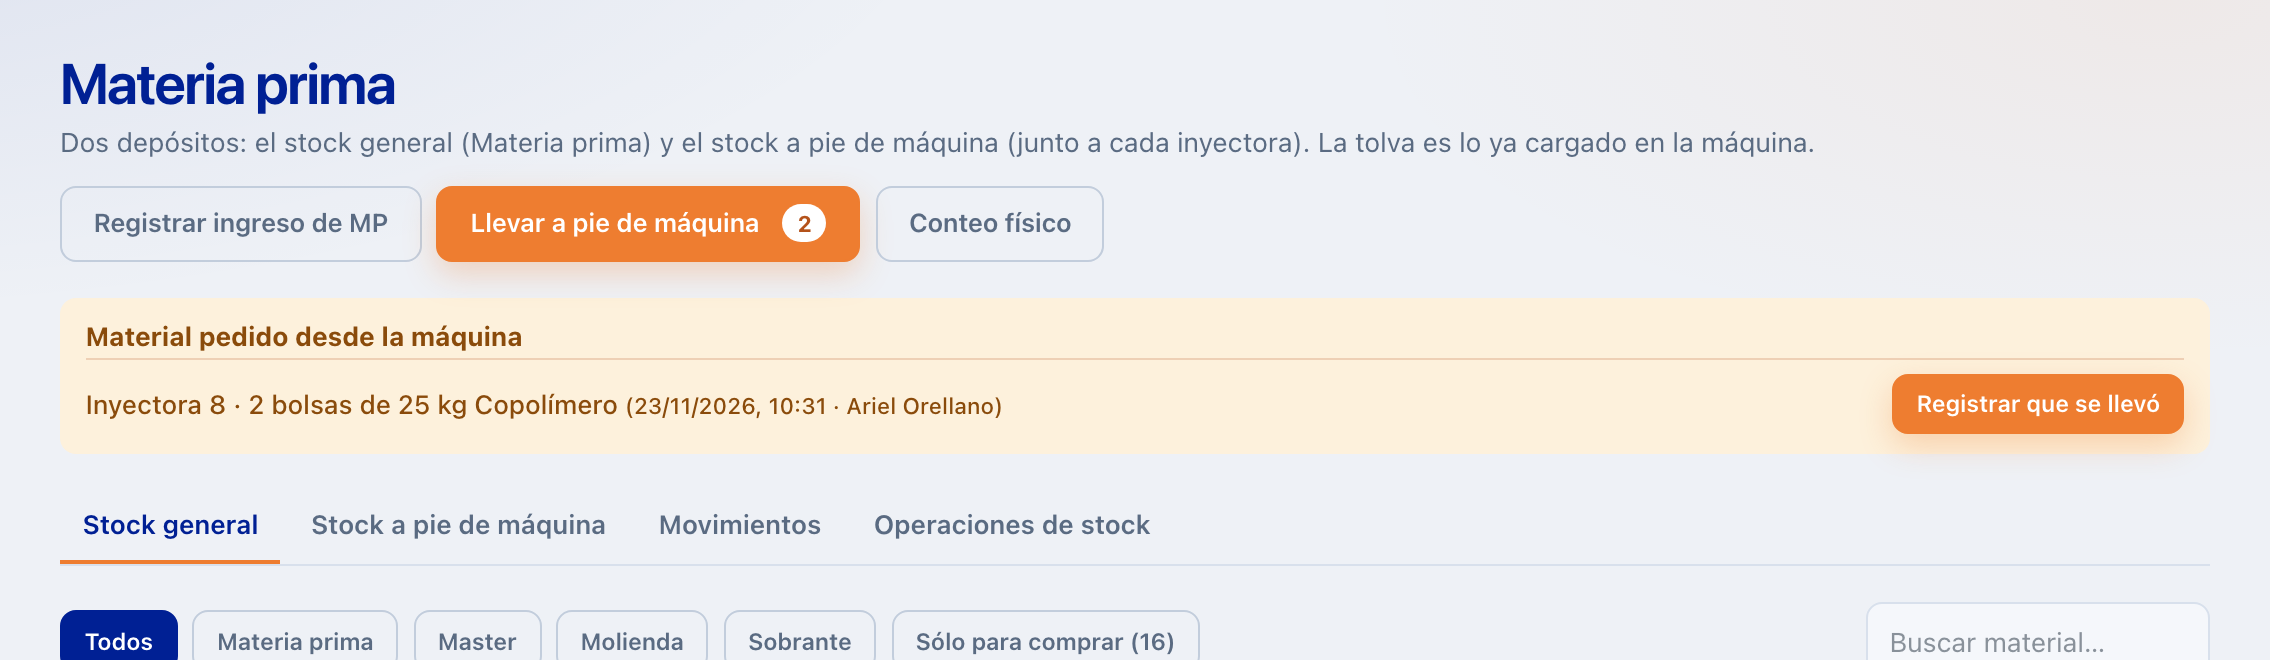 Materia prima
Dos depósitos: el stock general (Materia prima) y el stock a pie de máquina (junto a cada inyectora). La tolva es lo ya cargado en la máquina.
Registrar ingreso de MP
Llevar a pie de máquina 2
Conteo físico
Material pedido desde la máquina
Inyectora 8 · 2 bolsas de 25 kg Copolímero (23/11/2026, 10:31 · Ariel Orellano)
Registrar que se llevó
Stock general
Stock a pie de máquina
Movimientos
Operaciones de stock
Todos
Materia prima
Master
Molienda
Sobrante
Sólo para comprar (16)
Buscar material...